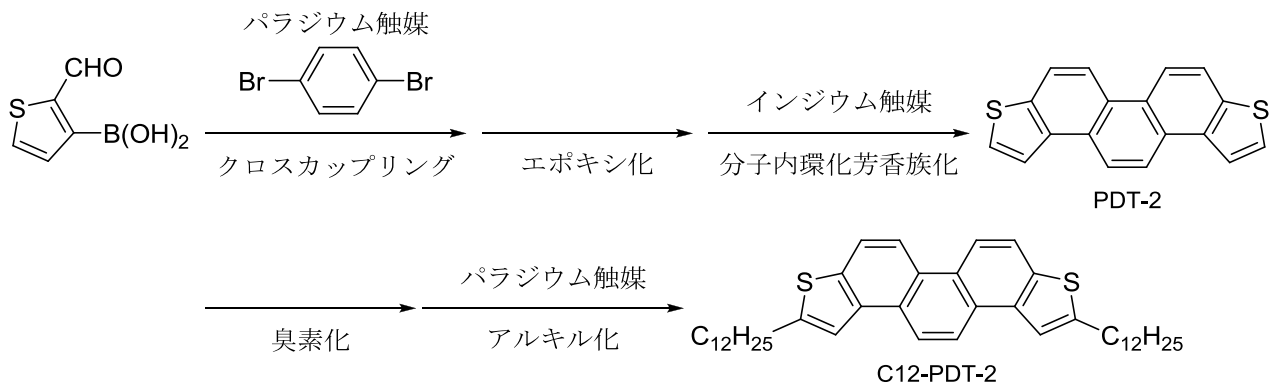 パラジウム触媒
CHO
S
B(OH)2
Br
Br
クロスカップリング
エポキシ化
インジウム触媒
分子内環化芳香族化
S
S
PDT-2
臭素化
パラジウム触媒
アルキル化
S
S
C12H25
C12H25
C12-PDT-2